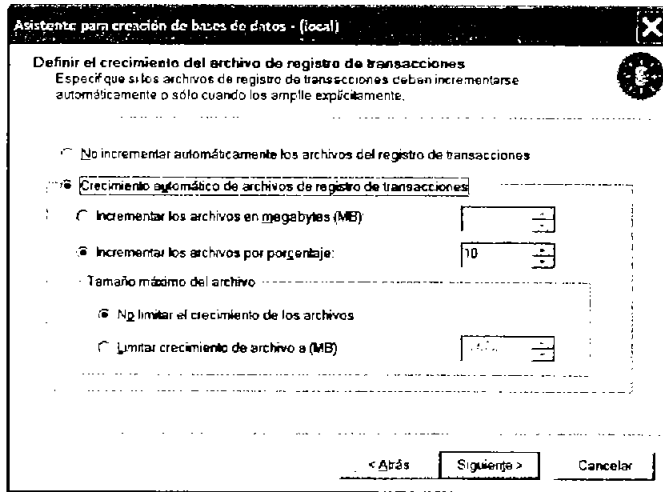 Asistente para creación de bases de datos - (local)
Definir el crecimiento del archivo de registro de transacciones
Especifique si los archivos de registro de transacciones deben incrementarse
automáticamente o sólo cuando los amplíe explícitamente.
No incrementar automáticamente los archivos del registro de transacciones
Crecimiento automático de archivos de registro de transacciones
Incrementar los archivos en megabytes (MB):
Incrementar los archivos por porcentaje: 10
Tamaño máximo del archivo
No limitar el crecimiento de los archivos
Limitar crecimiento de archivo a (MB)
< Atrás Siguiente > Cancelar